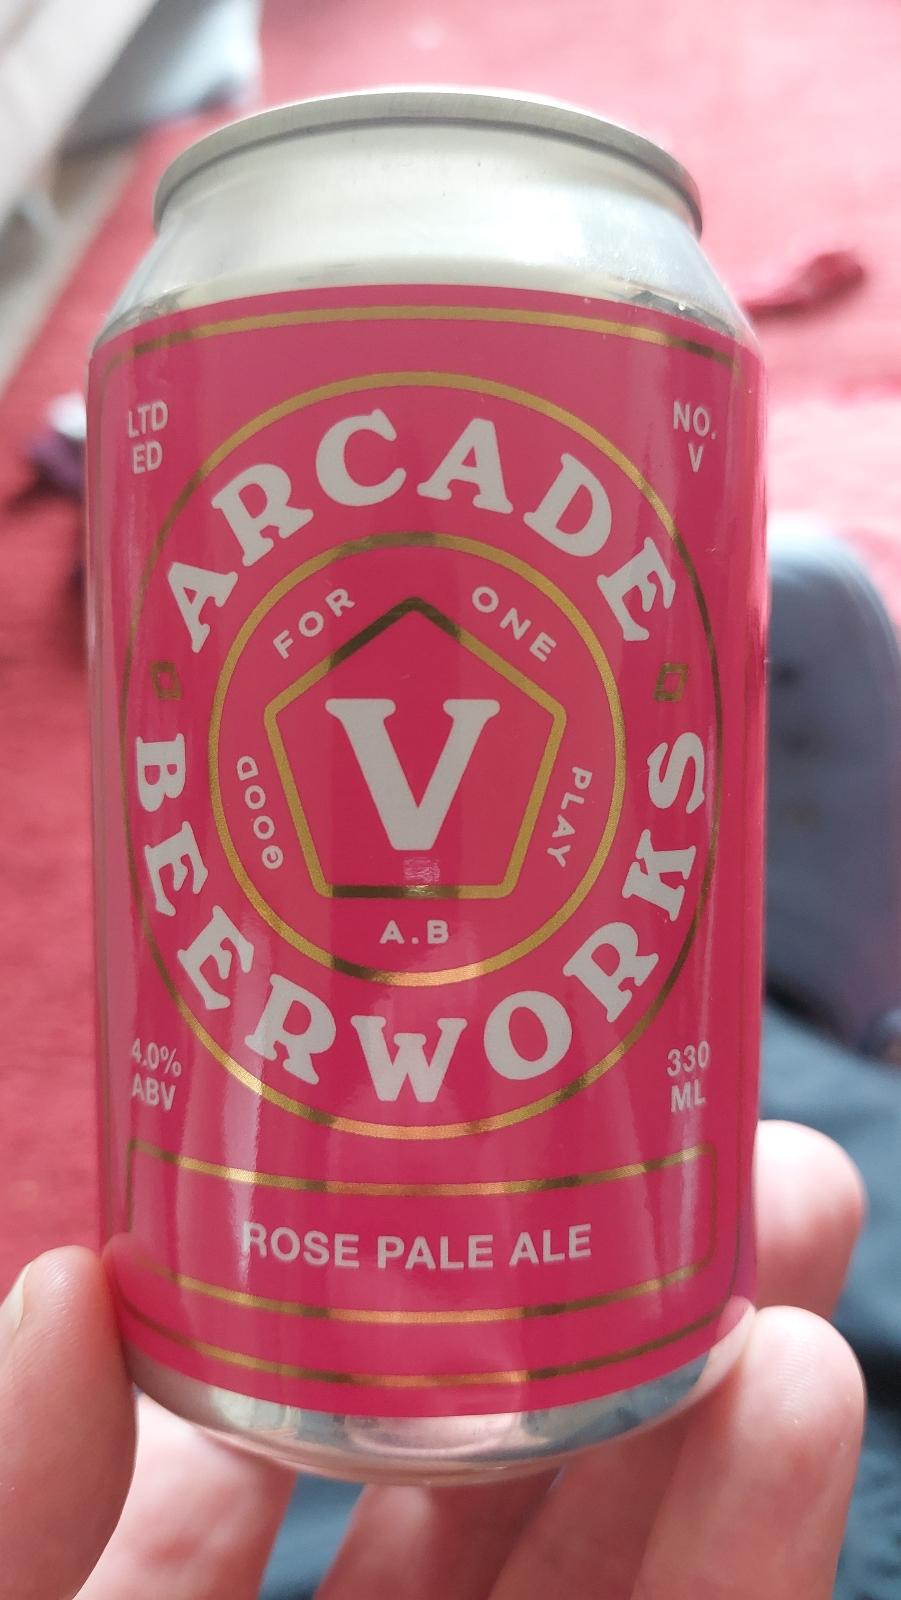 LTD
ED
NO.
V
ARCADE
BEERWORKS
GOOD FOR ONE PLAY
V
A.B
4.0%
ABV
330
ML
ROSE PALE ALE